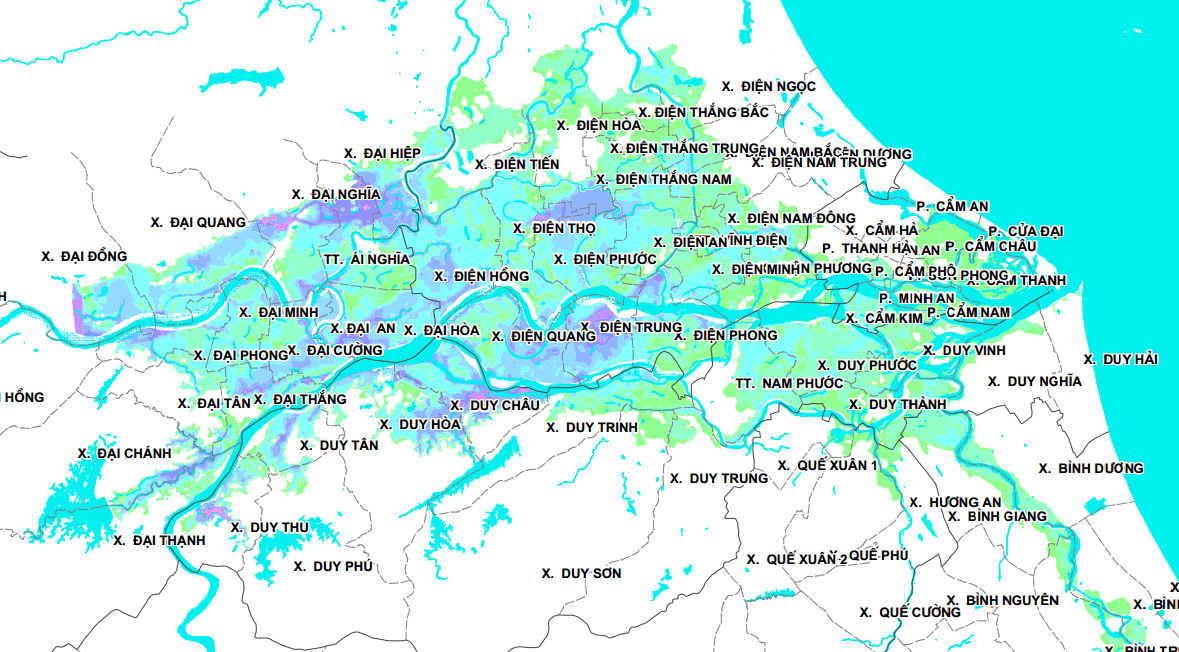 X. ĐIỆN NGỌC
X. ĐIỆN THẮNG BẮC
X. ĐIỆN HÒA
X. ĐẠI HIỆP
X. ĐIỆN THẮNG TRUNG
X. ĐIỆN NAM BẮC
DƯƠNG
X. ĐIỆN TIẾN
X. ĐIỆN NAM TRUNG
X. ĐIỆN THẮNG NAM
X. ĐẠI NGHĨA
P. CẨM AN
X. ĐẠI QUANG
X. ĐIỆN THỌ
X. ĐIỆN NAM ĐÔNG
X. CẨM HÀ
P. CỬA ĐẠI
X. ĐIỆN AN
VĨNH ĐIỆN
P. THANH HÀ
AN
P. CẨM CHÂU
X. ĐẠI ĐỒNG
TT. ÁI NGHĨA
X. ĐIỆN PHƯỚC
X. ĐIỆN HỒNG
X. ĐIỆN MINH
PHƯƠNG
P. CẨM PHÔ
PHONG
X. CẨM THANH
H
P. MINH AN
X. ĐẠI MINH
X. CẨM KIM
P. CẨM NAM
X. ĐẠI AN
X. ĐẠI HÒA
X. ĐIỆN QUANG
X. ĐIỆN TRUNG
X. ĐIỆN PHONG
X. ĐẠI PHONG
X. ĐẠI CƯỜNG
X. DUY VINH
X. DUY HẢI
X. DUY PHƯỚC
TT. NAM PHƯỚC
X. DUY NGHĨA
HỒNG
X. ĐẠI TÂN
X. ĐẠI THẮNG
X. DUY CHÂU
X. DUY THÀNH
X. DUY HÒA
X. DUY TRINH
X. DUY TÂN
X. ĐẠI CHÁNH
X. QUẾ XUÂN 1
X. BÌNH DƯƠNG
X. DUY TRUNG
X. HƯƠNG AN
X. BÌNH GIANG
X. DUY THU
X. ĐẠI THẠNH
X. QUẾ XUÂN 2
QUẾ PHÚ
X. DUY PHÚ
X. DUY SƠN
X
X. BÌNH NGUYÊN
X. BÌN
X. QUẾ CƯỜNG
X. BÌNH TR